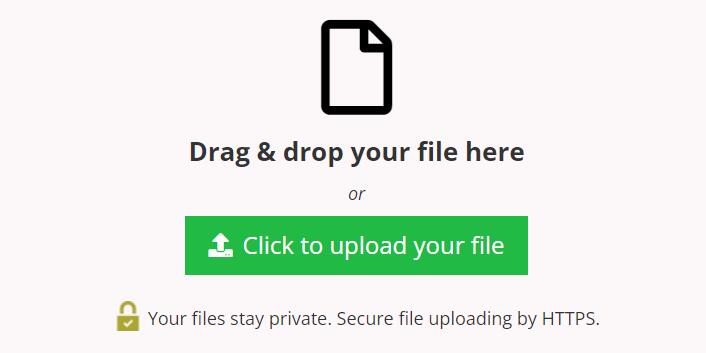 Drag & drop your file here
or
Click to upload your file
Your files stay private. Secure file uploading by HTTPS.